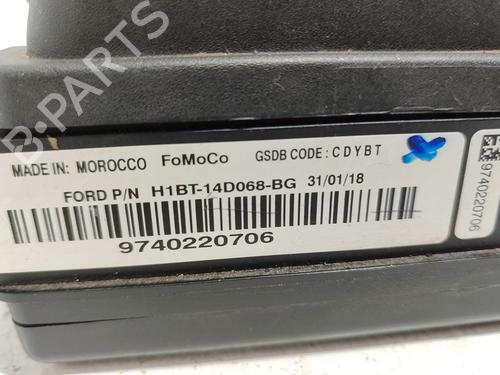 B-PARTS
MADE IN: MOROCCO FoMoCo GSDB CODE: CDYBT
FORD P/N H1BT-14D068-BG 31/01/18
9740220706
9740220706